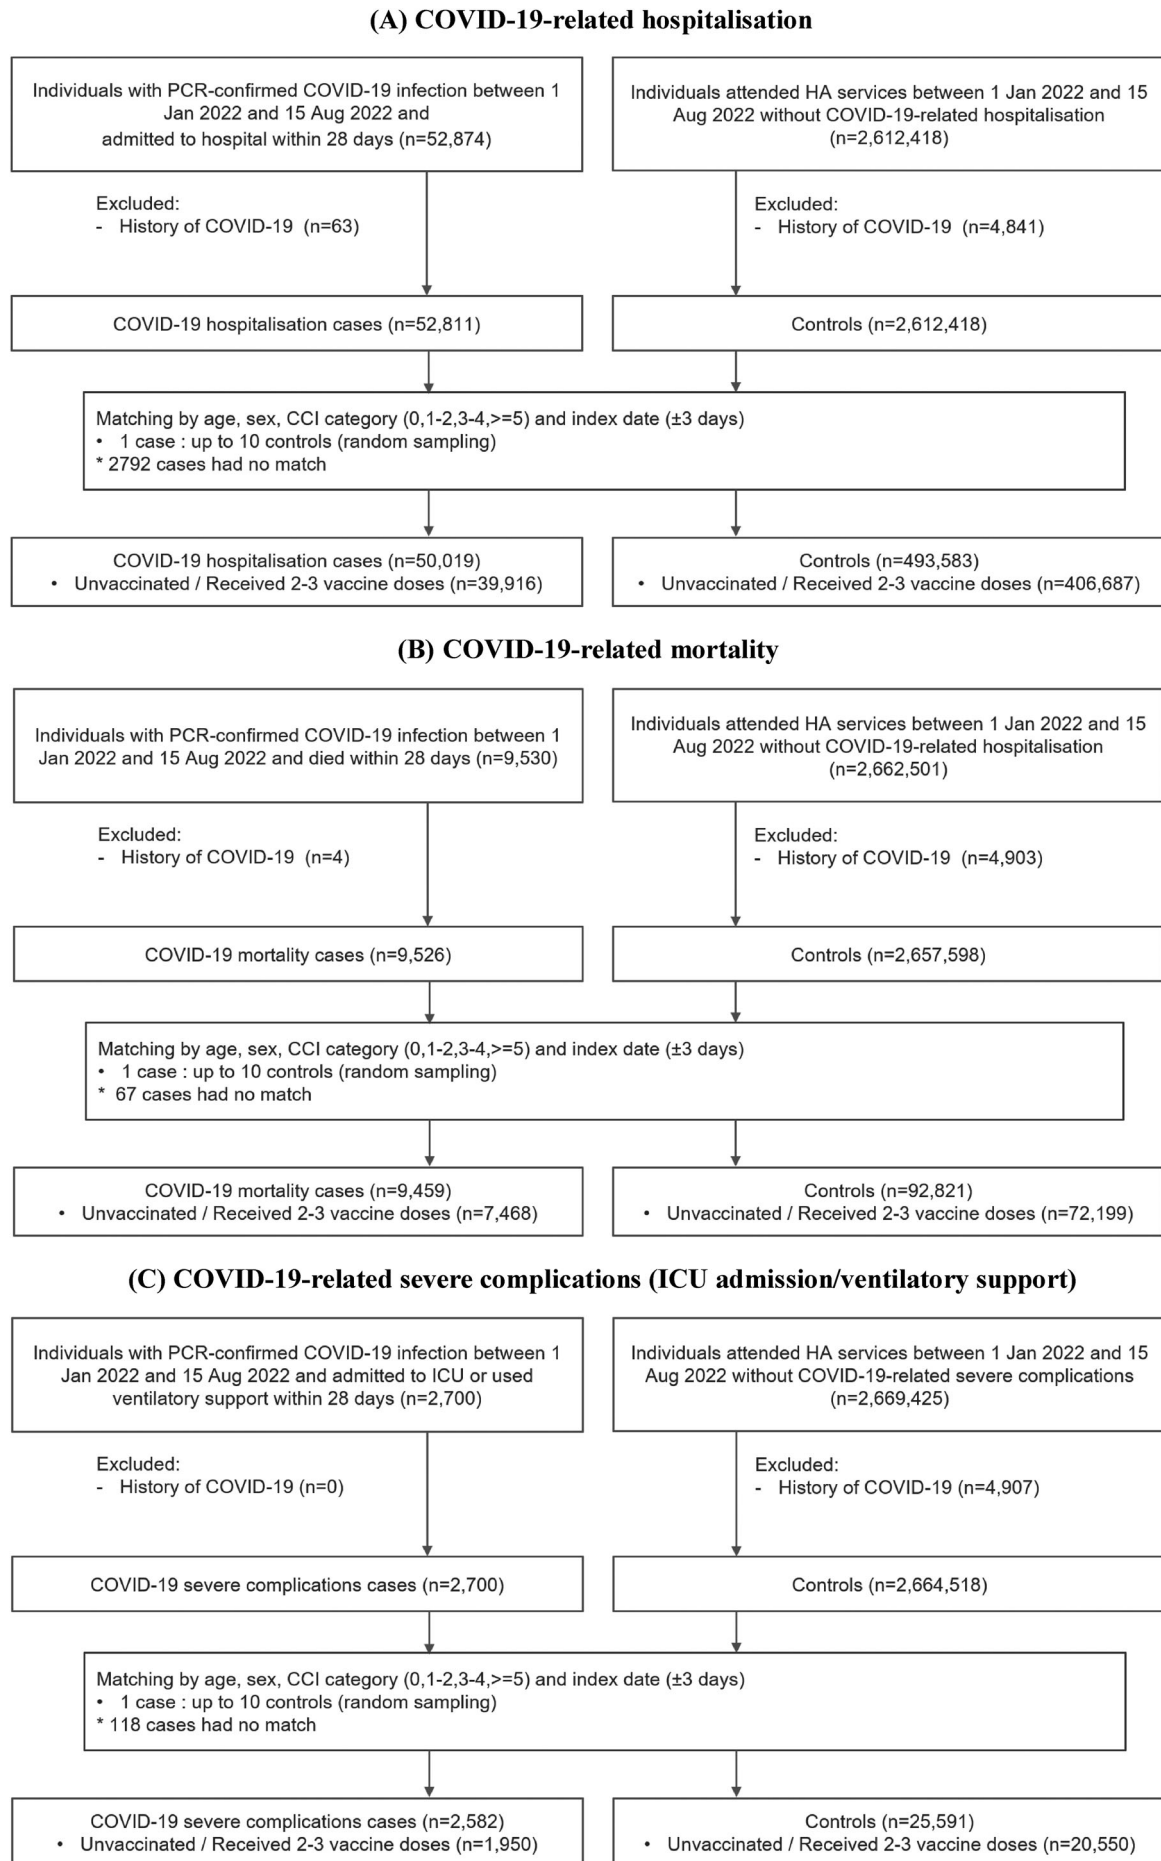 (A) COVID-19-related hospitalisation
Individuals with PCR-confirmed COVID-19 infection between 1
Jan 2022 and 15 Aug 2022 and
admitted to hospital within 28 days (n=52,874)
Individuals attended HA services between 1 Jan 2022 and 15
Aug 2022 without COVID-19-related hospitalisation
(n=2,612,418)
Excluded:
- History of COVID-19 (n=63)
Excluded:
- History of COVID-19 (n=4,841)
COVID-19 hospitalisation cases (n=52,811)
Controls (n=2,612,418)
Matching by age, sex, CCI category (0,1-2,3-4,>=5) and index date (±3 days)
• 1 case : up to 10 controls (random sampling)
* 2792 cases had no match
COVID-19 hospitalisation cases (n=50,019)
• Unvaccinated / Received 2-3 vaccine doses (n=39,916)
Controls (n=493,583)
• Unvaccinated / Received 2-3 vaccine doses (n=406,687)
(B) COVID-19-related mortality
Individuals with PCR-confirmed COVID-19 infection between 1
Jan 2022 and 15 Aug 2022 and died within 28 days (n=9,530)
Individuals attended HA services between 1 Jan 2022 and 15
Aug 2022 without COVID-19-related hospitalisation
(n=2,662,501)
Excluded:
- History of COVID-19 (n=4)
Excluded:
- History of COVID-19 (n=4,903)
COVID-19 mortality cases (n=9,526)
Controls (n=2,657,598)
Matching by age, sex, CCI category (0,1-2,3-4,>=5) and index date (±3 days)
• 1 case : up to 10 controls (random sampling)
* 67 cases had no match
COVID-19 mortality cases (n=9,459)
• Unvaccinated / Received 2-3 vaccine doses (n=7,468)
Controls (n=92,821)
• Unvaccinated / Received 2-3 vaccine doses (n=72,199)
(C) COVID-19-related severe complications (ICU admission/ventilatory support)
Individuals with PCR-confirmed COVID-19 infection between 1
Jan 2022 and 15 Aug 2022 and admitted to ICU or used
ventilatory support within 28 days (n=2,700)
Individuals attended HA services between 1 Jan 2022 and 15
Aug 2022 without COVID-19-related severe complications
(n=2,669,425)
Excluded:
- History of COVID-19 (n=0)
Excluded:
- History of COVID-19 (n=4,907)
COVID-19 severe complications cases (n=2,700)
Controls (n=2,664,518)
Matching by age, sex, CCI category (0,1-2,3-4,>=5) and index date (±3 days)
• 1 case : up to 10 controls (random sampling)
* 118 cases had no match
COVID-19 severe complications cases (n=2,582)
• Unvaccinated / Received 2-3 vaccine doses (n=1,950)
Controls (n=25,591)
• Unvaccinated / Received 2-3 vaccine doses (n=20,550)